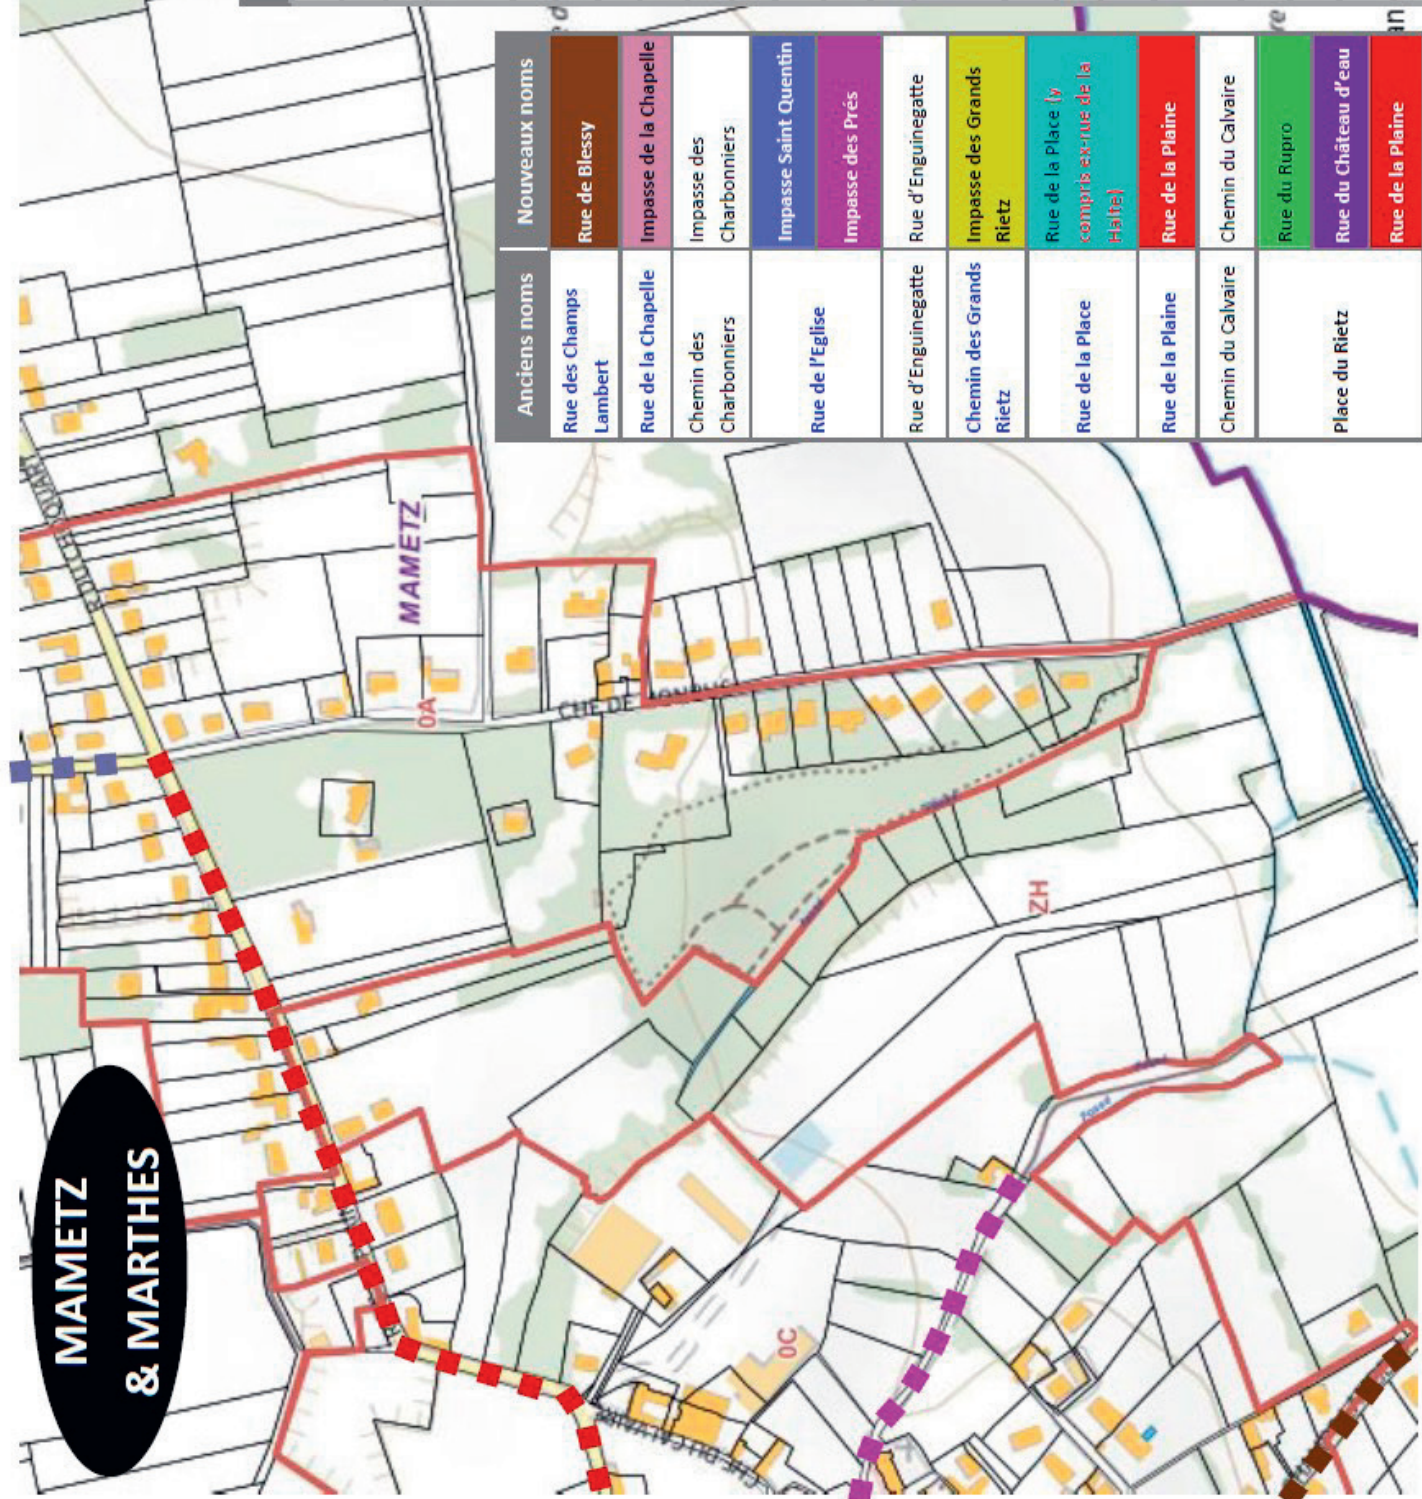 MAMETZ
& MARTHES
Anciens noms
Nouveaux noms
Rue des Champs
Lambert
Rue de Blessy
Rue de la Chapelle
Impasse de la Chapelle
Chemin des
Charbonniers
Impasse des
Charbonniers
Rue de l'Eglise
Impasse Saint Quentin
Impasse des Prés
Rue d'Enguinegatte
Rue d'Enguinegatte
Chemin des Grands
Rietz
Impasse des Grands
Rietz
Rue de la Place
Rue de la Place (y
compris ex-rue de la
Halte)
Rue de la Plaine
Rue de la Plaine
Chemin du Calvaire
Chemin du Calvaire
Place du Rietz
Rue du Rupro
Rue du Château d'eau
Rue de la Plaine
MAMETZ
0A
ZH
0C
CHE DU CALVAIRE
Fossé